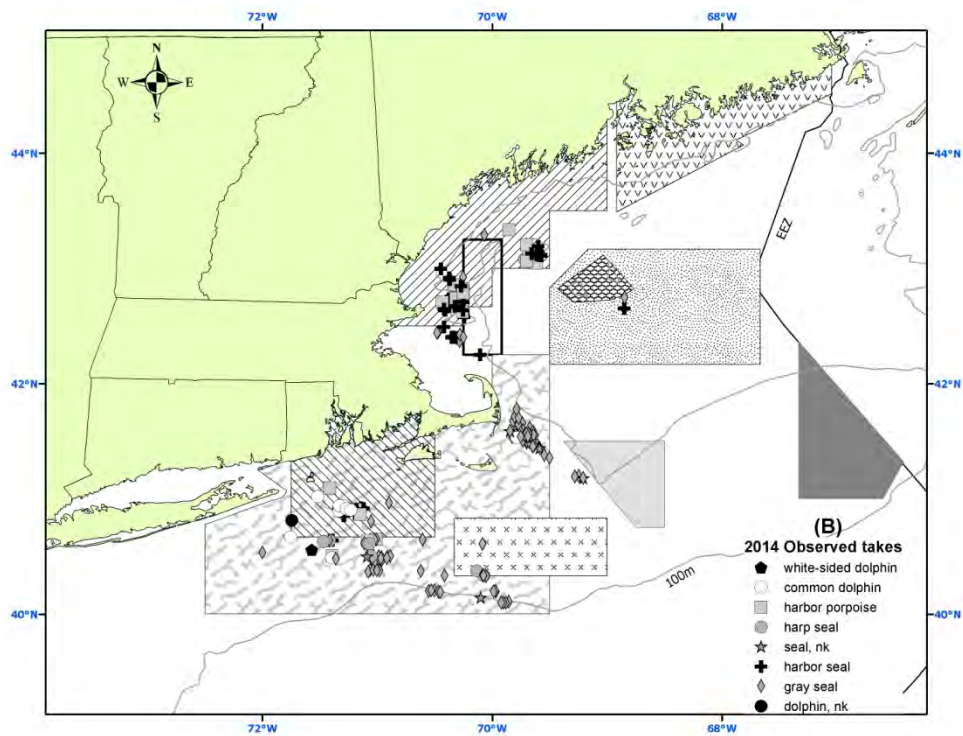 72°W 70°W 68°W
N
W E
S
44°N 44°N
EEZ
42°N 42°N
(B)
2014 Observed takes
white-sided dolphin
100m
common dolphin
harbor porpoise
40°N 40°N
harp seal
seal, nk
harbor seal
gray seal
dolphin, nk
72°W 70°W 68°W